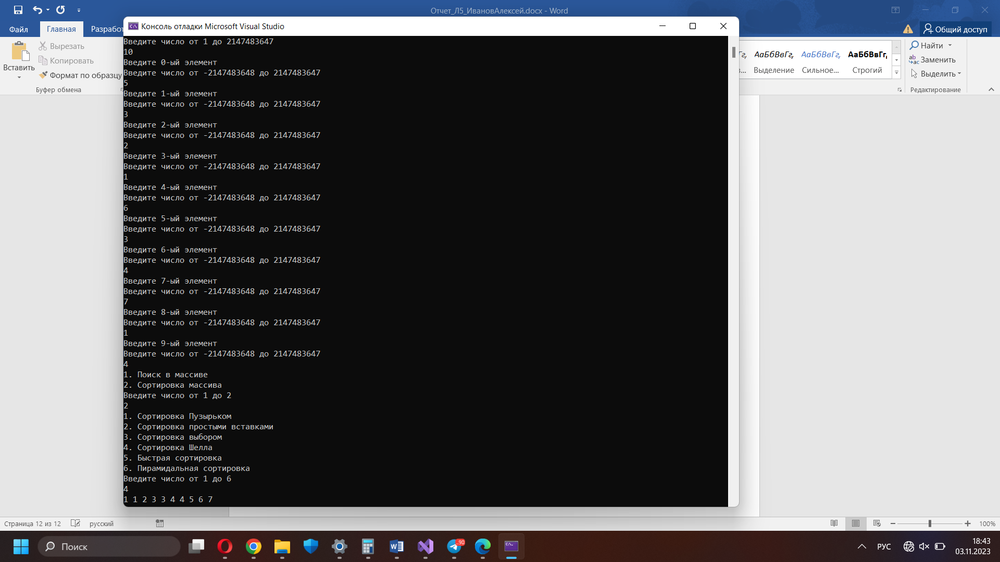 Отчет_Л5_ИвановАлексей.docx - Word
Файл
Главная
Разработ
Общий доступ
Консоль отладки Microsoft Visual Studio
Вставить
Вырезать
Копировать
Формат по образцу
Буфер обмена
АаБбВвГг,
АаБбВвГг,
АаБбВвГг,
Выделение
Сильное...
Строгий
Найти
Заменить
Выделить
Редактирование
Введите число от 1 до 2147483647
10
Введите 0-ый элемент
Введите число от -2147483648 до 2147483647
5
Введите 1-ый элемент
Введите число от -2147483648 до 2147483647
3
Введите 2-ый элемент
Введите число от -2147483648 до 2147483647
2
Введите 3-ый элемент
Введите число от -2147483648 до 2147483647
1
Введите 4-ый элемент
Введите число от -2147483648 до 2147483647
6
Введите 5-ый элемент
Введите число от -2147483648 до 2147483647
3
Введите 6-ый элемент
Введите число от -2147483648 до 2147483647
4
Введите 7-ый элемент
Введите число от -2147483648 до 2147483647
7
Введите 8-ый элемент
Введите число от -2147483648 до 2147483647
1
Введите 9-ый элемент
Введите число от -2147483648 до 2147483647
4
1. Поиск в массиве
2. Сортировка массива
Введите число от 1 до 2
2
1. Сортировка Пузырьком
2. Сортировка простыми вставками
3. Сортировка выбором
4. Сортировка Шелла
5. Быстрая сортировка
6. Пирамидальная сортировка
Введите число от 1 до 6
4
1 1 2 3 3 4 4 5 6 7
Страница 12 из 12
русский
100%
Поиск
..90
РУС
18:43
03.11.2023